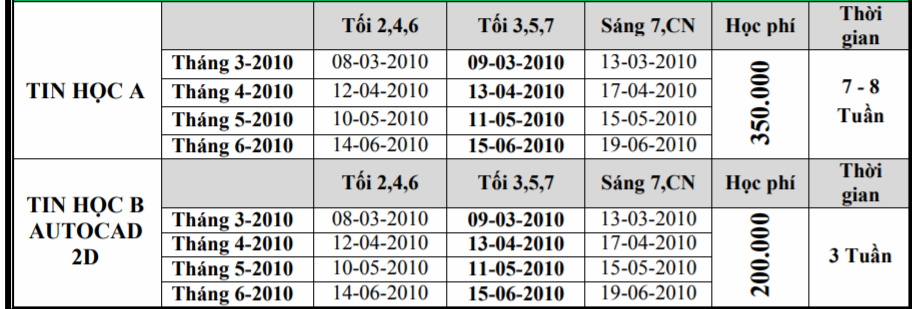 Tối 2,4,6 Tối 3,5,7 Sáng 7,CN Học phí Thời gian
TIN HỌC A
Tháng 3-2010 08-03-2010 09-03-2010 13-03-2010
Tháng 4-2010 12-04-2010 13-04-2010 17-04-2010
Tháng 5-2010 10-05-2010 11-05-2010 15-05-2010
Tháng 6-2010 14-06-2010 15-06-2010 19-06-2010
350.000
7 - 8
Tuần
Tối 2,4,6 Tối 3,5,7 Sáng 7,CN Học phí Thời gian
TIN HỌC B
AUTOCAD
2D
Tháng 3-2010 08-03-2010 09-03-2010 13-03-2010
Tháng 4-2010 12-04-2010 13-04-2010 17-04-2010
Tháng 5-2010 10-05-2010 11-05-2010 15-05-2010
Tháng 6-2010 14-06-2010 15-06-2010 19-06-2010
200.000
3 Tuần